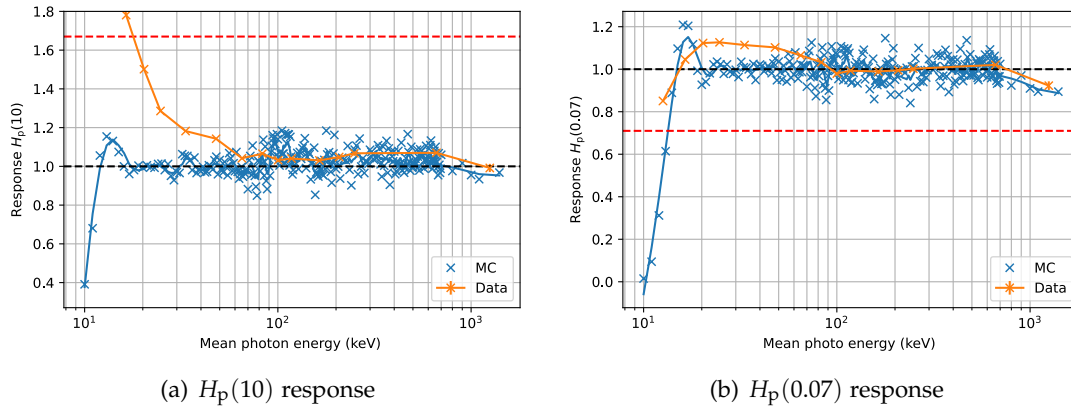 1.8
1.6
1.4
1.2
1.0
0.8
0.6
0.4
Response Hp(10)
MC
Data
10¹ 10² 10³
Mean photon energy (keV)
1.2
1.0
0.8
0.6
0.4
0.2
0.0
Response Hp(0.07)
MC
Data
10¹ 10² 10³
Mean photo energy (keV)
(a) Hp(10) response
(b) Hp(0.07) response